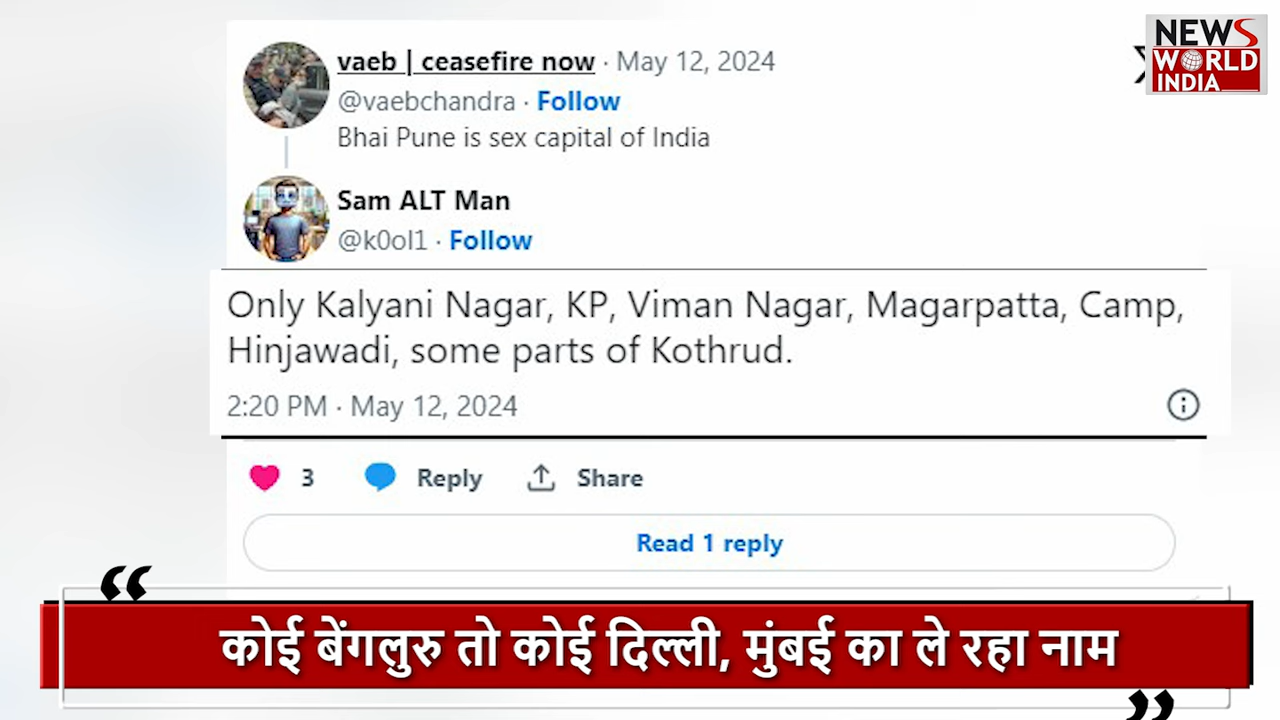 NEWS
WORLD
INDIA
vaeb | ceasefire now · May 12, 2024
@vaebchandra · Follow
Bhai Pune is sex capital of India
Sam ALT Man
@k0ol1 · Follow
Only Kalyani Nagar, KP, Viman Nagar, Magarpatta, Camp,
Hinjawadi, some parts of Kothrud.
2:20 PM · May 12, 2024
3 Reply Share
Read 1 reply
“
कोई बेंगलुरु तो कोई दिल्ली, मुंबई का ले रहा नाम
”